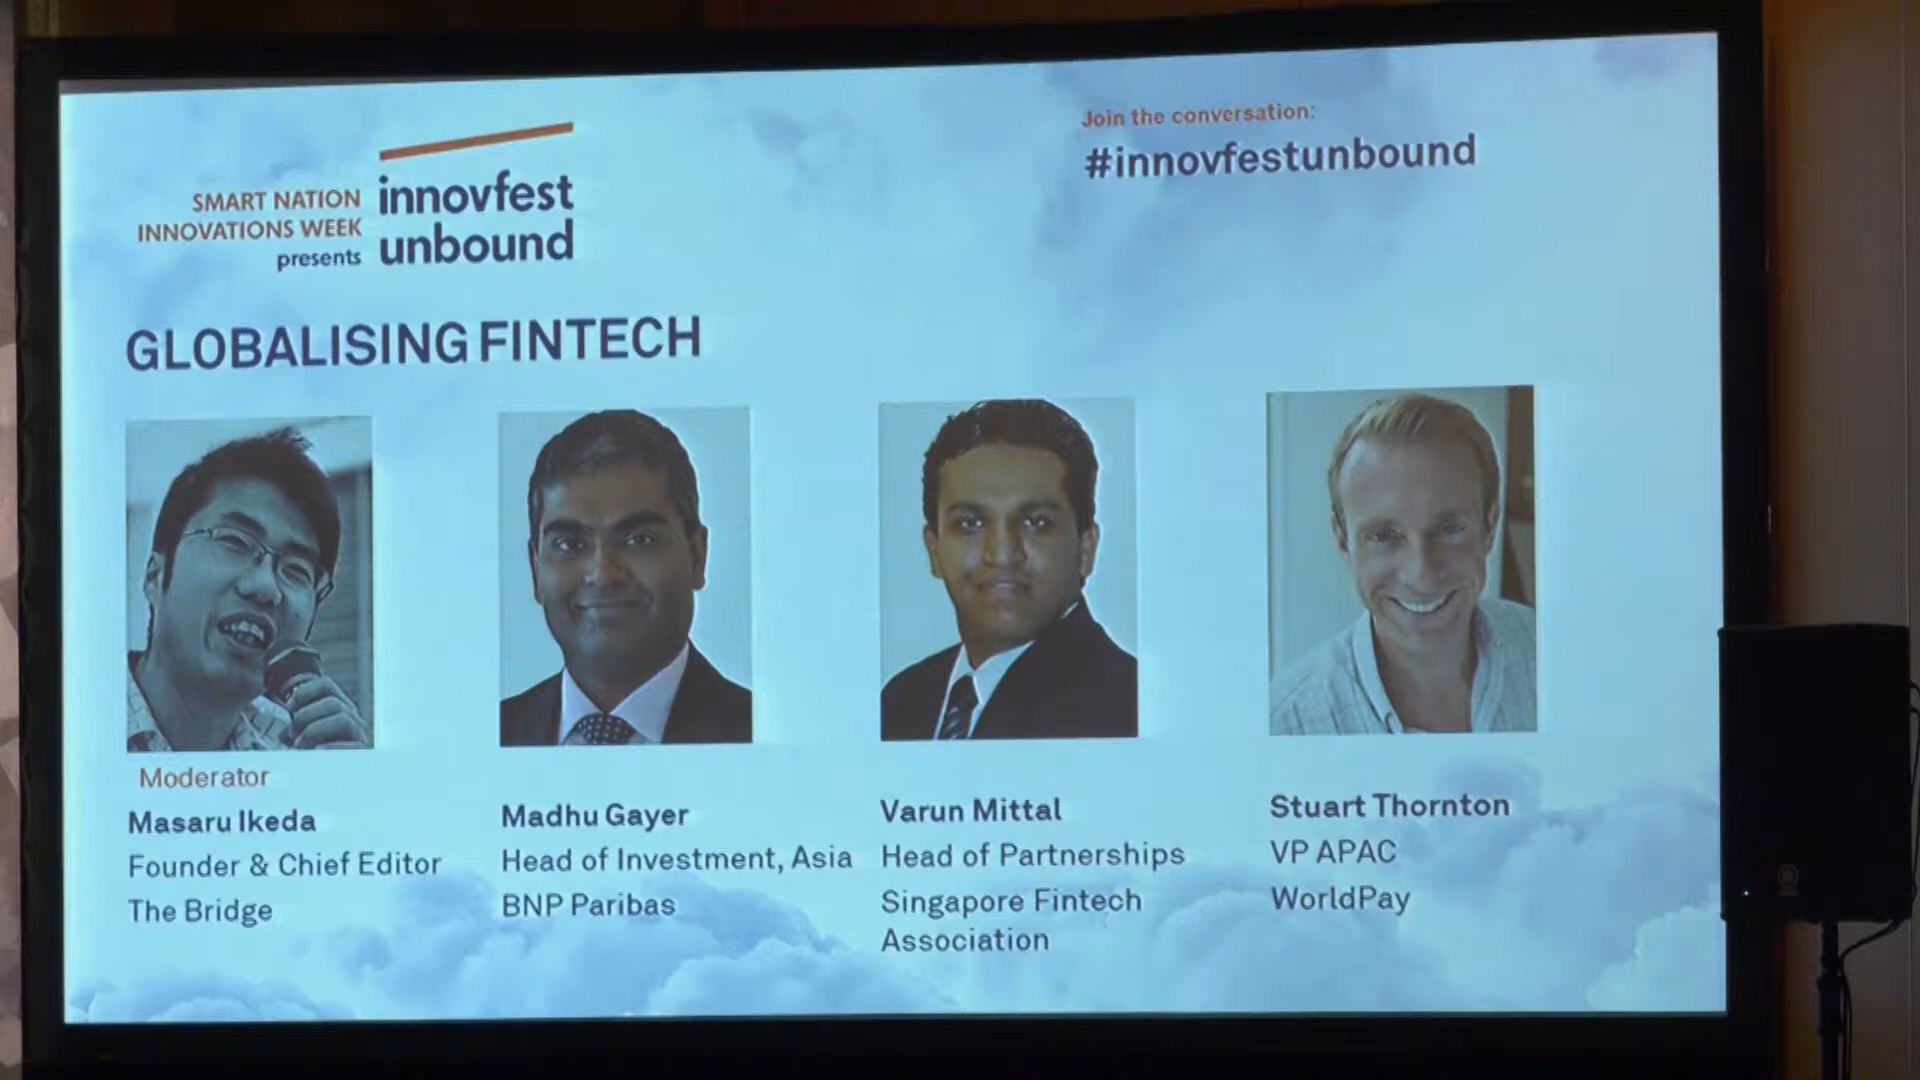 SMART NATION
INNOVATIONS WEEK
presents
innovfest
unbound
Join the conversation:
#innovfestunbound
GLOBALISING FINTECH
Moderator
Masaru Ikeda
Founder & Chief Editor
The Bridge
Madhu Gayer
Head of Investment, Asia
BNP Paribas
Varun Mittal
Head of Partnerships
Singapore Fintech
Association
Stuart Thornton
VP APAC
WorldPay